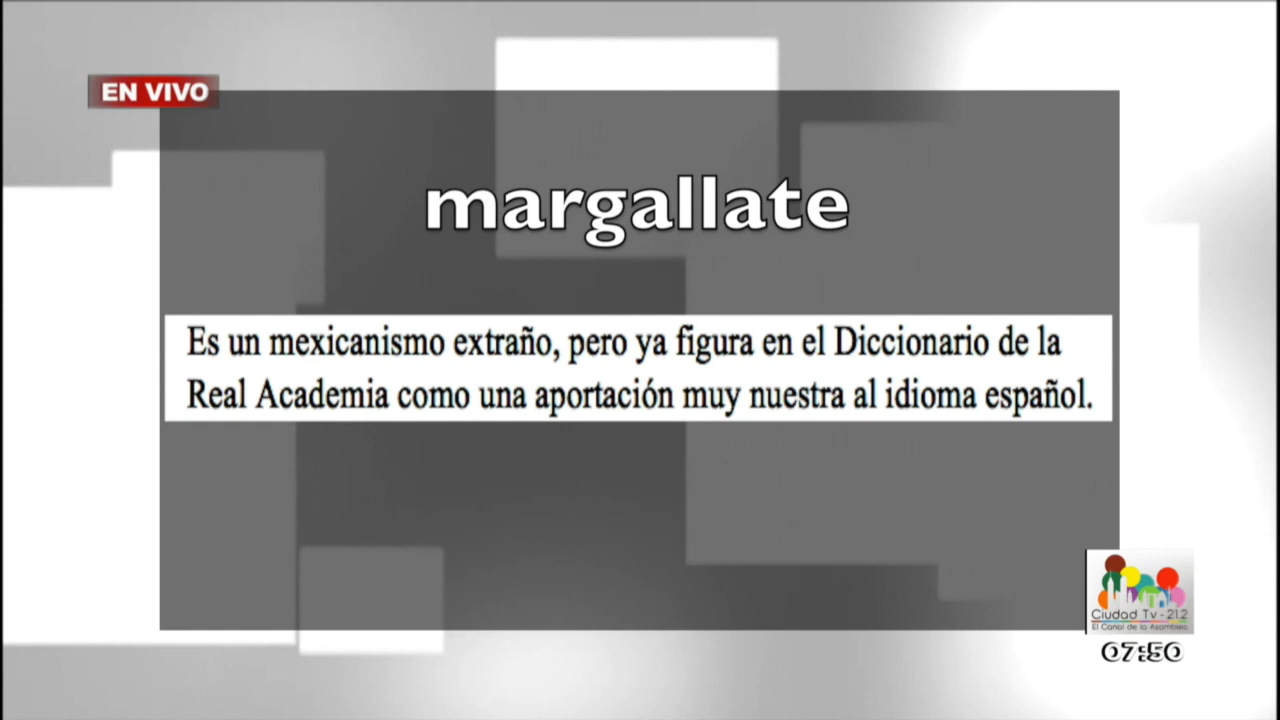 EN VIVO
margallate
Es un mexicanismo extraño, pero ya figura en el Diccionario de la
Real Academia como una aportación muy nuestra al idioma español.
Ciudad Tv - 21.2
El Canal de la Asamblea
07:50